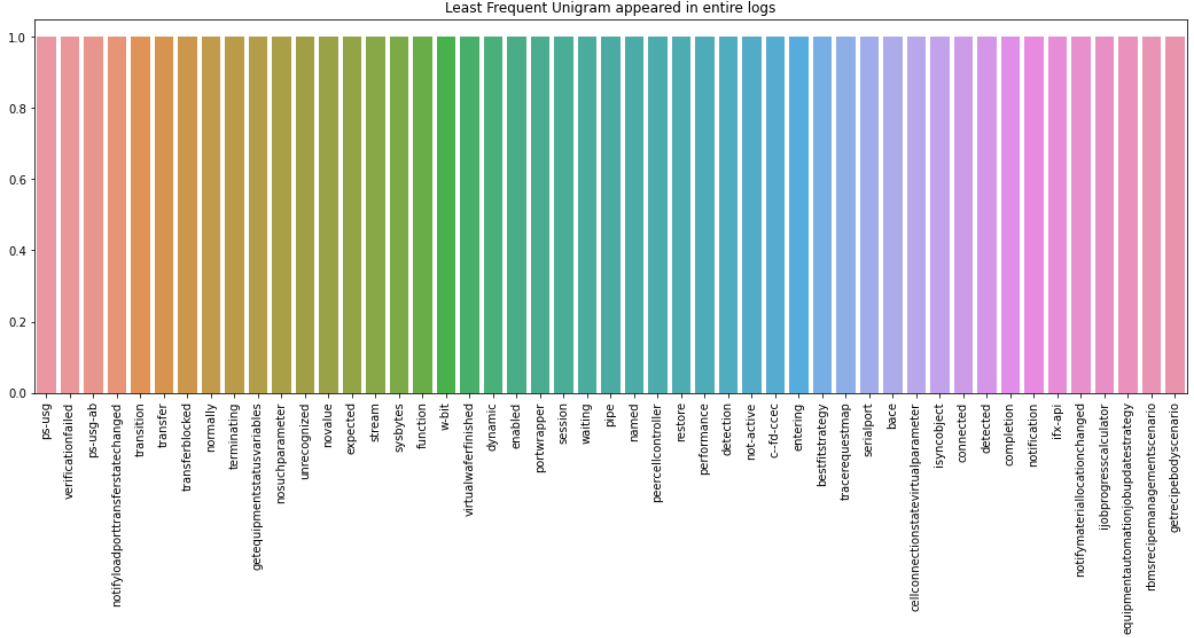 Least Frequent Unigram appeared in entire logs
1.0
0.8
0.6
0.4
0.2
0.0
ps-usg
verificationfailed
ps-usg-ab
notifyloadporttransferstatechanged
transition
transfer
transferblocked
normally
terminating
getequipmentstatusvariables
nosuchparameter
unrecognized
novalue
expected
stream
sysbytes
function
w-bit
virtualwaferfinished
dynamic
enabled
portwrapper
session
waiting
pipe
named
peercellcontroller
restore
performance
detection
not-active
c--fd-ccec
entering
bestfitstrategy
tracerequestmap
serialport
bace
cellconnectionstatevirtualparameter
isyncobject
connected
detected
completion
notification
ifx-api
notifymateriallocationchanged
ijobprogresscalculator
equipmentautomationjobupdatestrategy
rbmsrecipemanagementscenario
getrecipebodyscenario